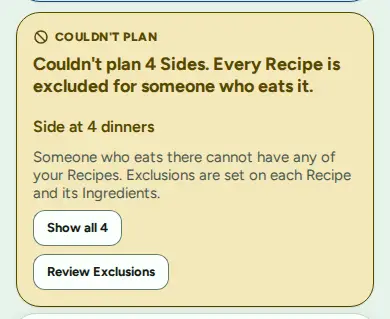 COULDN'T PLAN
Couldn't plan 4 Sides. Every Recipe is
excluded for someone who eats it.
Side at 4 dinners
Someone who eats there cannot have any of
your Recipes. Exclusions are set on each Recipe
and its Ingredients.
Show all 4
Review Exclusions